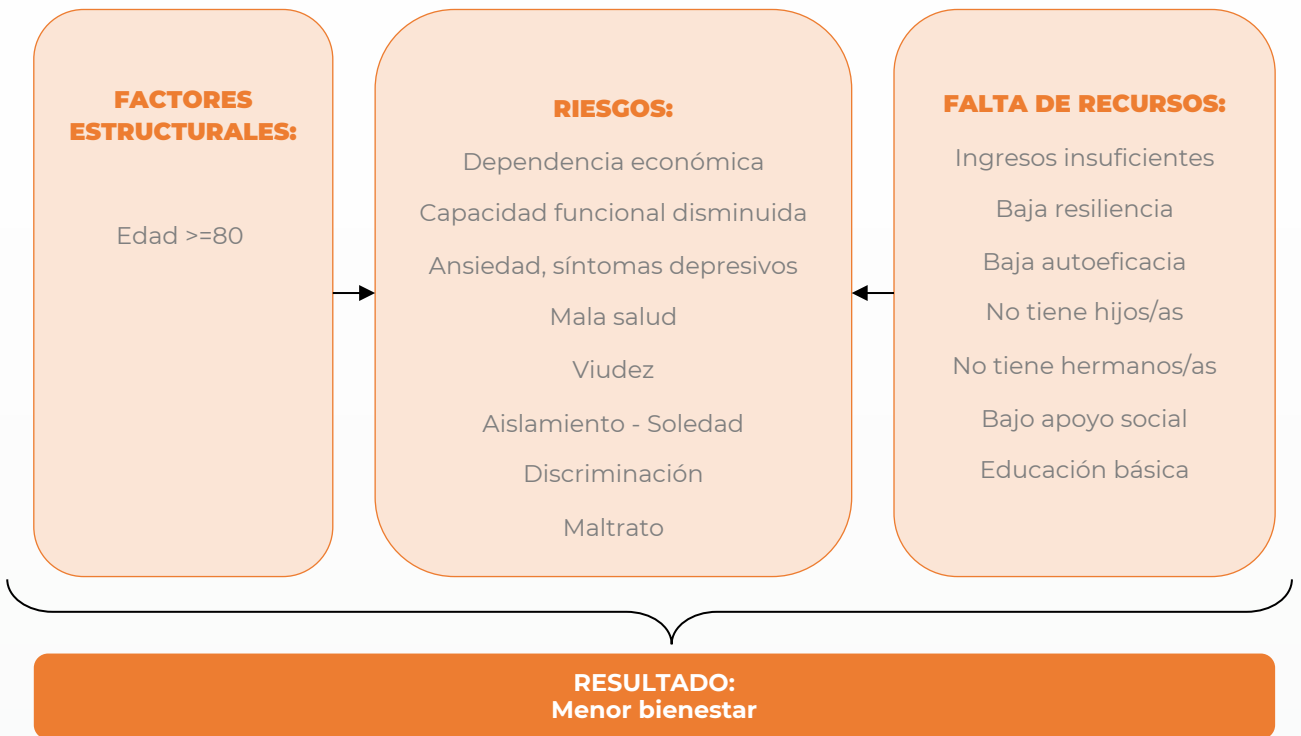 FACTORES
ESTRUCTURALES:
Edad >=80
RIESGOS:
Dependencia económica
Capacidad funcional disminuida
Ansiedad, síntomas depresivos
Mala salud
Viudez
Aislamiento - Soledad
Discriminación
Maltrato
FALTA DE RECURSOS:
Ingresos insuficientes
Baja resiliencia
Baja autoeficacia
No tiene hijos/as
No tiene hermanos/as
Bajo apoyo social
Educación básica
RESULTADO:
Menor bienestar